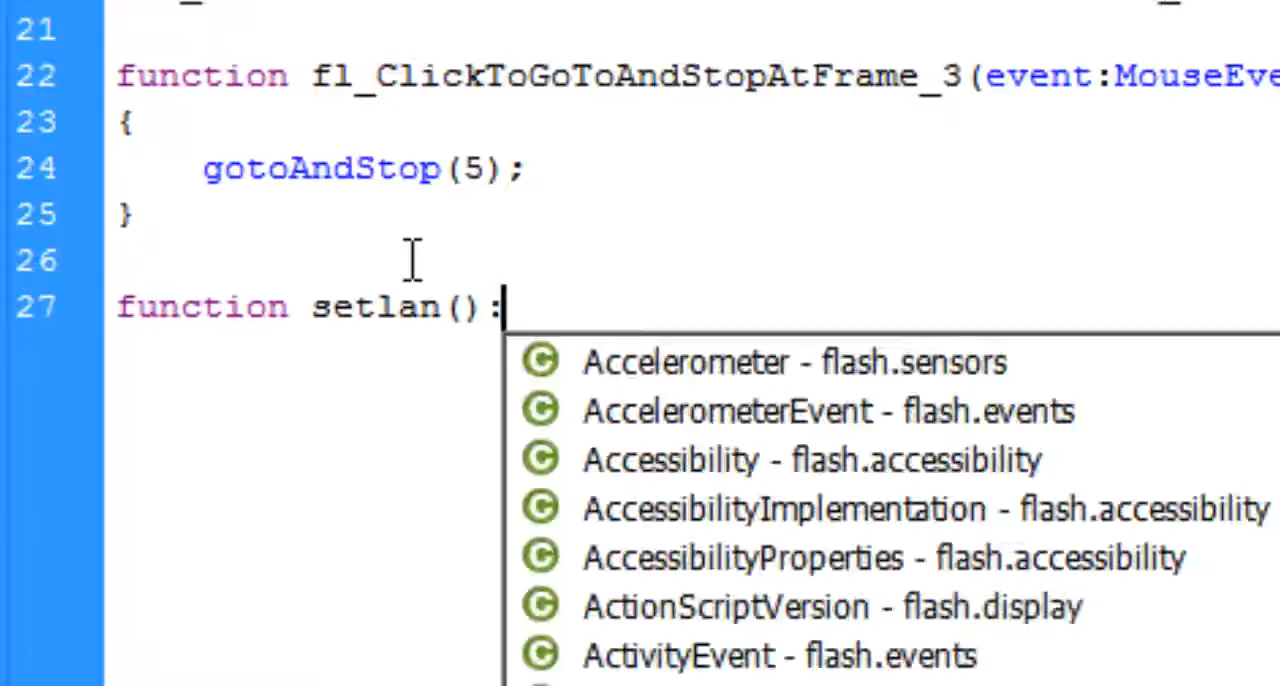 21
22 function fl_ClickToGoToAndStopAtFrame_3(event:MouseEve
23 {
24 gotoAndStop(5);
25 }
26
27 function setlan():
Accelerometer - flash.sensors
AccelerometerEvent - flash.events
Accessibility - flash.accessibility
AccessibilityImplementation - flash.accessibility
AccessibilityProperties - flash.accessibility
ActionScriptVersion - flash.display
ActivityEvent - flash.events